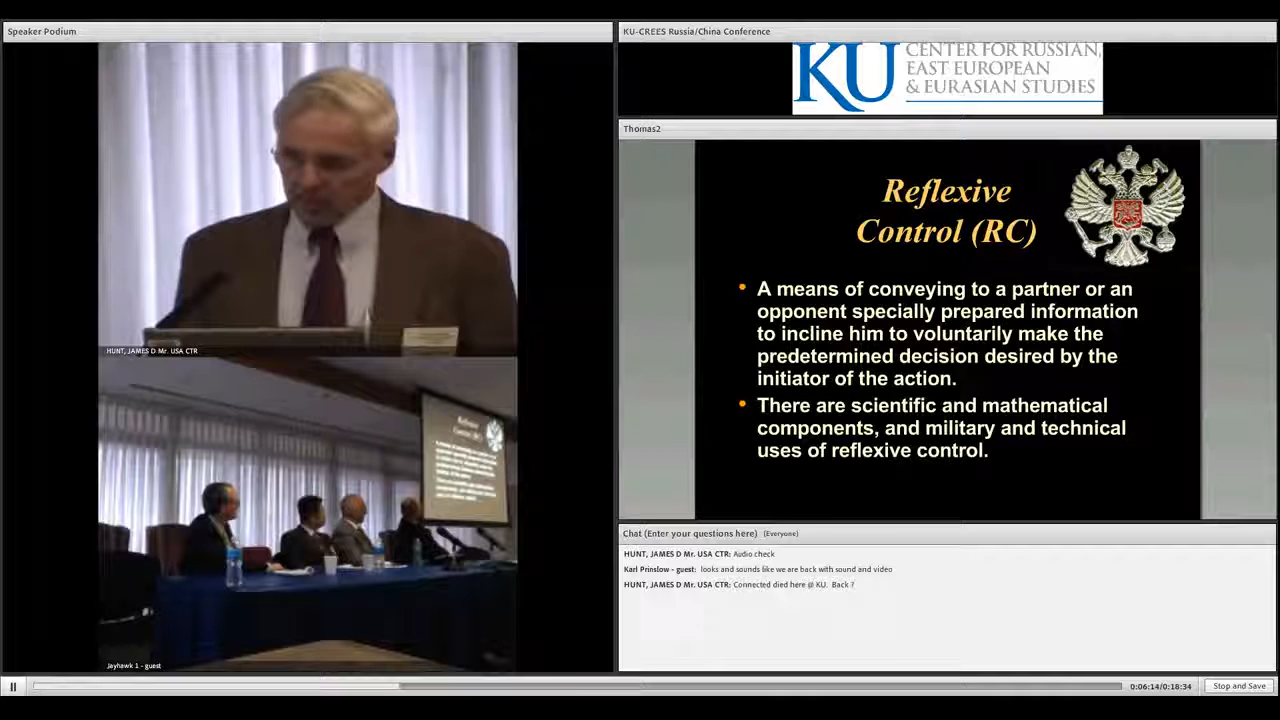 Speaker Podium
HUNT, JAMES D Mr. USA CTR
Reflexive
Control (RC)
Jayhawk 1 - guest
KU-CREES Russia/China Conference
KU CENTER FOR RUSSIAN,
EAST EUROPEAN
& EURASIAN STUDIES
Thomas2
Reflexive
Control (RC)
• A means of conveying to a partner or an
opponent specially prepared information
to incline him to voluntarily make the
predetermined decision desired by the
initiator of the action.
• There are scientific and mathematical
components, and military and technical
uses of reflexive control.
Chat (Enter your questions here) (Everyone)
HUNT, JAMES D Mr. USA CTR: Audio check
Karl Prinslow - guest: looks and sounds like we are back with sound and video
HUNT, JAMES D Mr. USA CTR: Connected died here @ KU. Back ?
0:06:14/0:18:34
Stop and Save